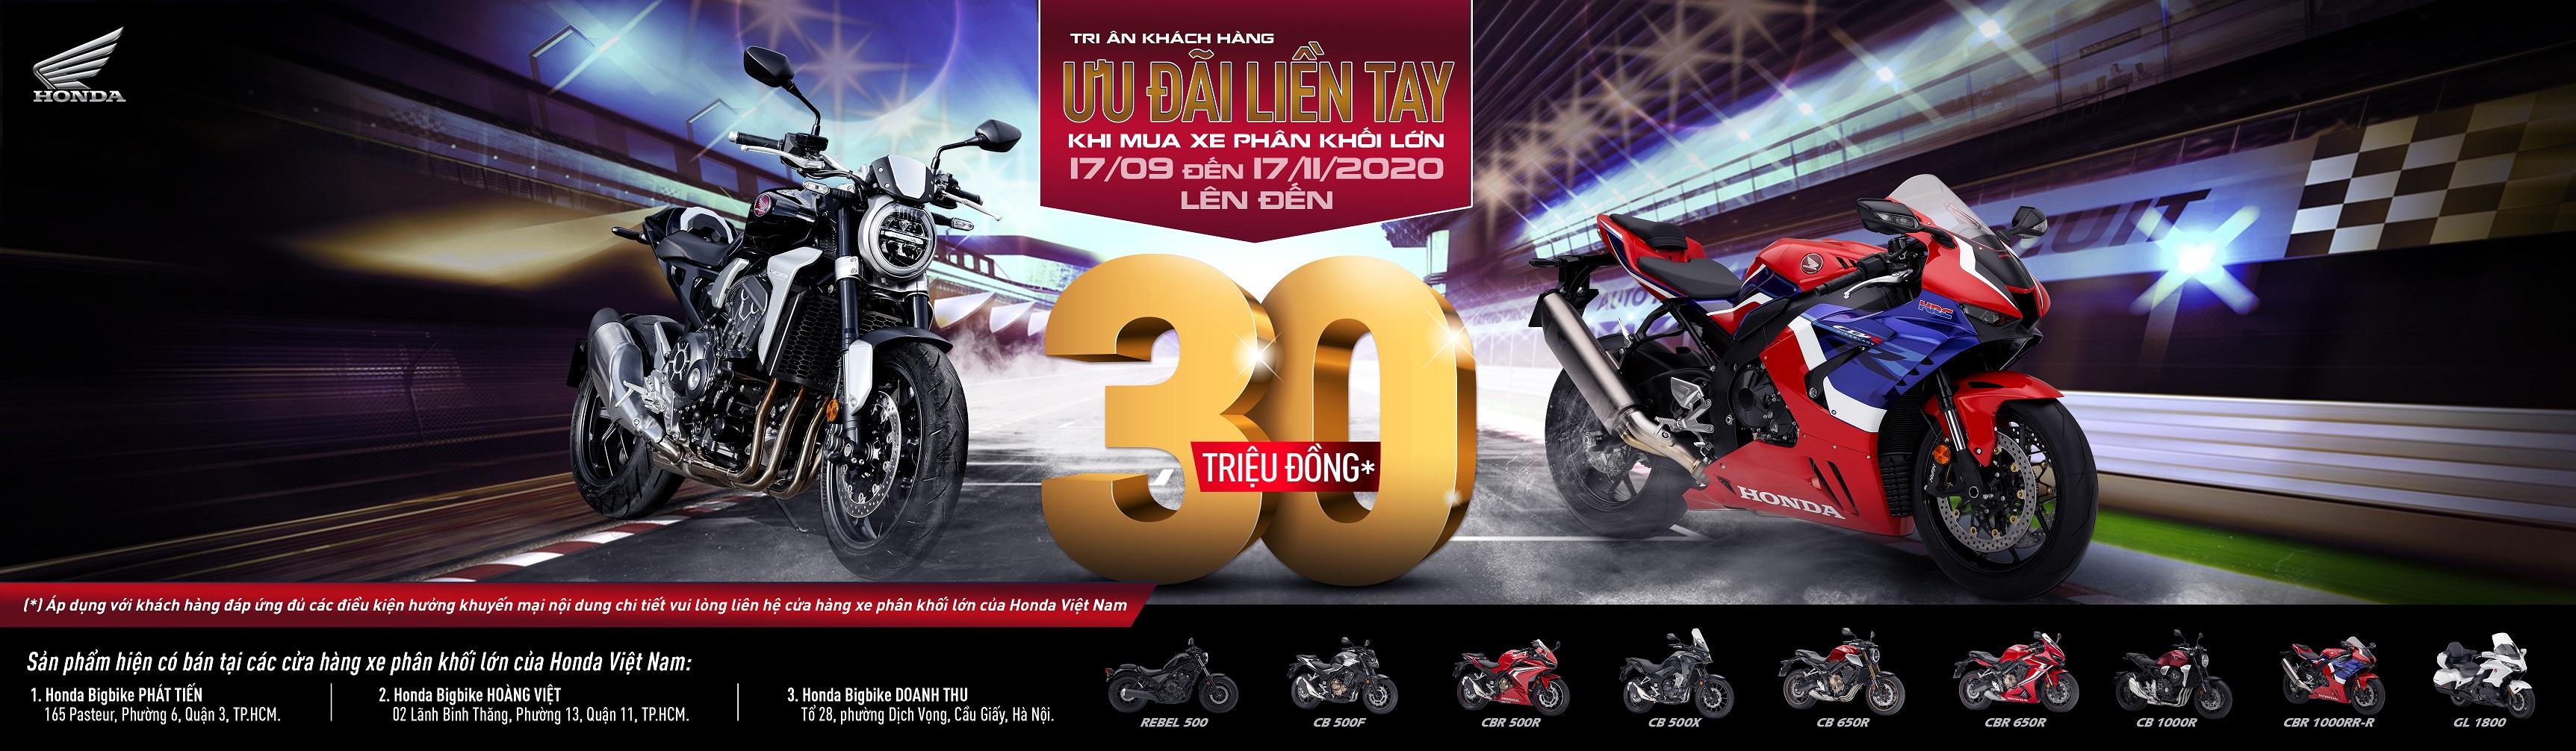 HONDA
TRI ÂN KHÁCH HÀNG
ƯU ĐÃI LIỀN TAY
KHI MUA XE PHÂN KHỐI LỚN
17/09 ĐẾN 17/11/2020
LÊN ĐẾN
30
TRIỆU ĐỒNG*
HRC
HONDA
(*) Áp dụng với khách hàng đáp ứng đủ các điều kiện hưởng khuyến mại nội dung chi tiết vui lòng liên hệ cửa hàng xe phân khối lớn của Honda Việt Nam
Sản phẩm hiện có bán tại các cửa hàng xe phân khối lớn của Honda Việt Nam:
1. Honda Bigbike PHÁT TIẾN
165 Pasteur, Phường 6, Quận 3, TP.HCM.
2. Honda Bigbike HOÀNG VIỆT
02 Lãnh Binh Thăng, Phường 13, Quận 11, TP.HCM.
3. Honda Bigbike DOANH THU
Tổ 28, phường Dịch Vọng, Cầu Giấy, Hà Nội.
REBEL 500
CB 500F
CBR 500R
CB 500X
CB 650R
CBR 650R
CB 1000R
CBR 1000RR-R
GL 1800